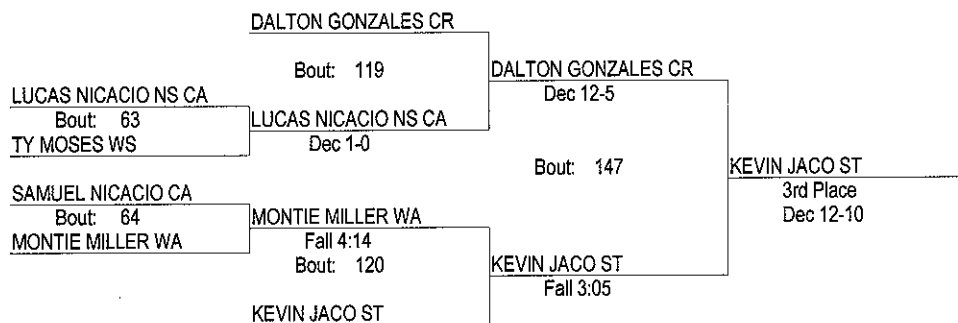 DALTON GONZALES CR
Bout: 119
DALTON GONZALES CR
Dec 12-5
LUCAS NICACIO NS CA
Bout: 63
LUCAS NICACIO NS CA
Dec 1-0
TY MOSES WS
Bout: 147
KEVIN JACO ST
3rd Place
Dec 12-10
SAMUEL NICACIO CA
Bout: 64
MONTIE MILLER WA
Fall 4:14
MONTIE MILLER WA
Bout: 120
KEVIN JACO ST
Fall 3:05
KEVIN JACO ST